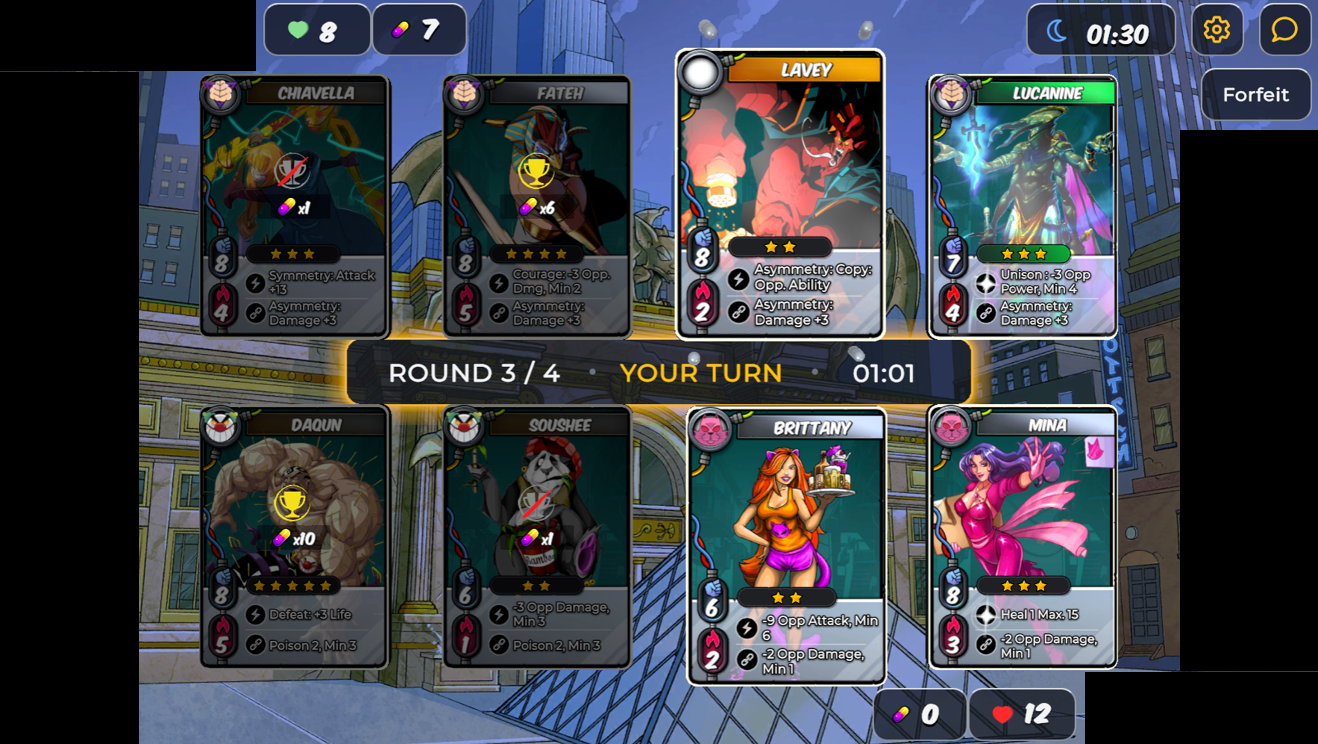 8
7
01:30
Forfeit
CHIAVELLA
x1
8
4
Symmetry: Attack
+13
Asymmetry:
Damage +3
FATEH
x6
8
5
Courage: -3 Opp.
Dmg, Min 2
Asymmetry:
Damage +3
LAVEY
8
2
Asymmetry: Copy:
Opp. Ability
Asymmetry:
Damage +3
LUCANINE
7
4
Unison : -3 Opp
Power, Min 4
Asymmetry:
Damage +3
ROUND 3 / 4 • YOUR TURN • 01:01
DAQUN
x10
8
5
Defeat: +3 Life
Poison 2, Min 3
SOUSHEE
x1
6
1
-3 Opp Damage,
Min 3
Poison 2, Min 3
BRITTANY
6
2
-9 Opp Attack, Min
6
-2 Opp Damage,
Min 1
MINA
8
3
Heal 1 Max. 15
-2 Opp Damage,
Min 1
0
12